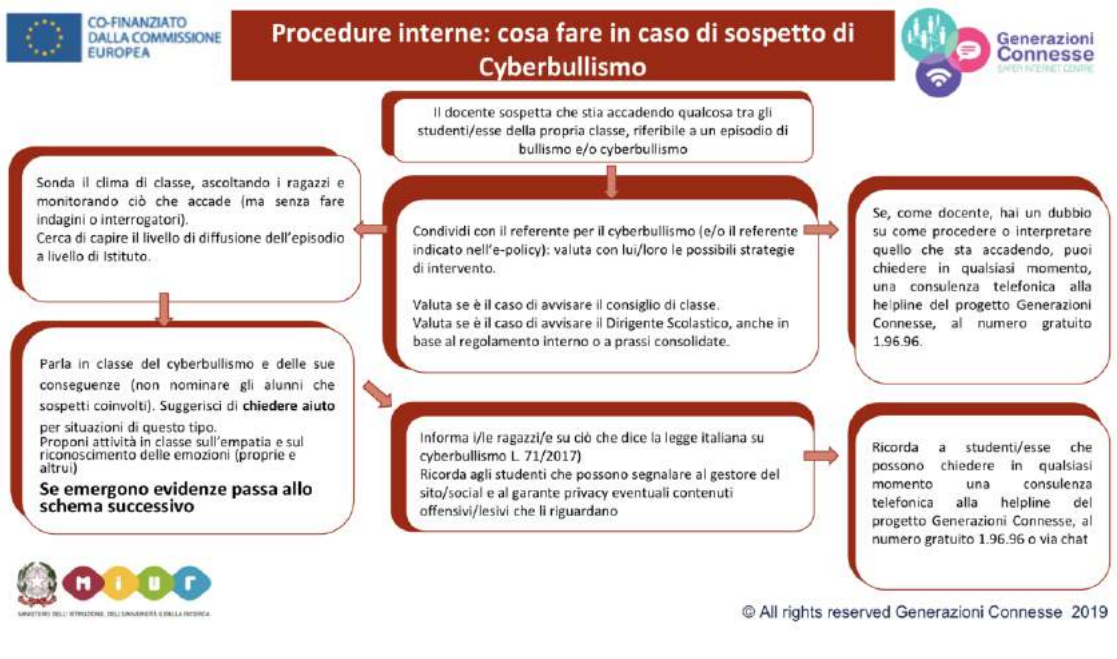 CO-FINANZIATO
DALLA COMMISSIONE
EUROPEA
Procedure interne: cosa fare in caso di sospetto di
Cyberbullismo
Generazioni
Connesse
SAFER INTERNET CENTRE
Il docente sospetta che stia accadendo qualcosa tra gli
studenti/esse della propria classe, riferibile a un episodio di
bullismo e/o cyberbullismo
Sonda il clima di classe, ascoltando i ragazzi e
monitorando ciò che accade (ma senza fare
indagini o interrogatori).
Cerca di capire il livello di diffusione dell'episodio
a livello di Istituto.
Condividi con il referente per il cyberbullismo (e/o il referente
indicato nell'e-policy): valuta con lui/loro le possibili strategie
di intervento.
Valuta se è il caso di avvisare il consiglio di classe.
Valuta se è il caso di avvisare il Dirigente Scolastico, anche in
base al regolamento interno o a prassi consolidate.
Se, come docente, hai un dubbio
su come procedere o interpretare
quello che sta accadendo, puoi
chiedere in qualsiasi momento,
una consulenza telefonica alla
helpline del progetto Generazioni
Connesse, al numero gratuito
1.96.96.
Parla in classe del cyberbullismo e delle sue
conseguenze (non nominare gli alunni che
sospetti coinvolti). Suggerisci di chiedere aiuto
per situazioni di questo tipo.
Proponi attività in classe sull'empatia e sul
riconoscimento delle emozioni (proprie e
altrui)
Se emergono evidenze passa allo
schema successivo
Informa i/le ragazzi/e su ciò che dice la legge italiana su
cyberbullismo L. 71/2017)
Ricorda agli studenti che possono segnalare al gestore del
sito/social e al garante privacy eventuali contenuti
offensivi/lesivi che li riguardano
Ricorda a studenti/esse che
possono chiedere in qualsiasi
momento una consulenza
telefonica alla helpline del
progetto Generazioni Connesse, al
numero gratuito 1.96.96 o via chat
miur
MINISTERO DELL'ISTRUZIONE, DELL'UNIVERSITÀ E DELLA RICERCA
© All rights reserved Generazioni Connesse 2019